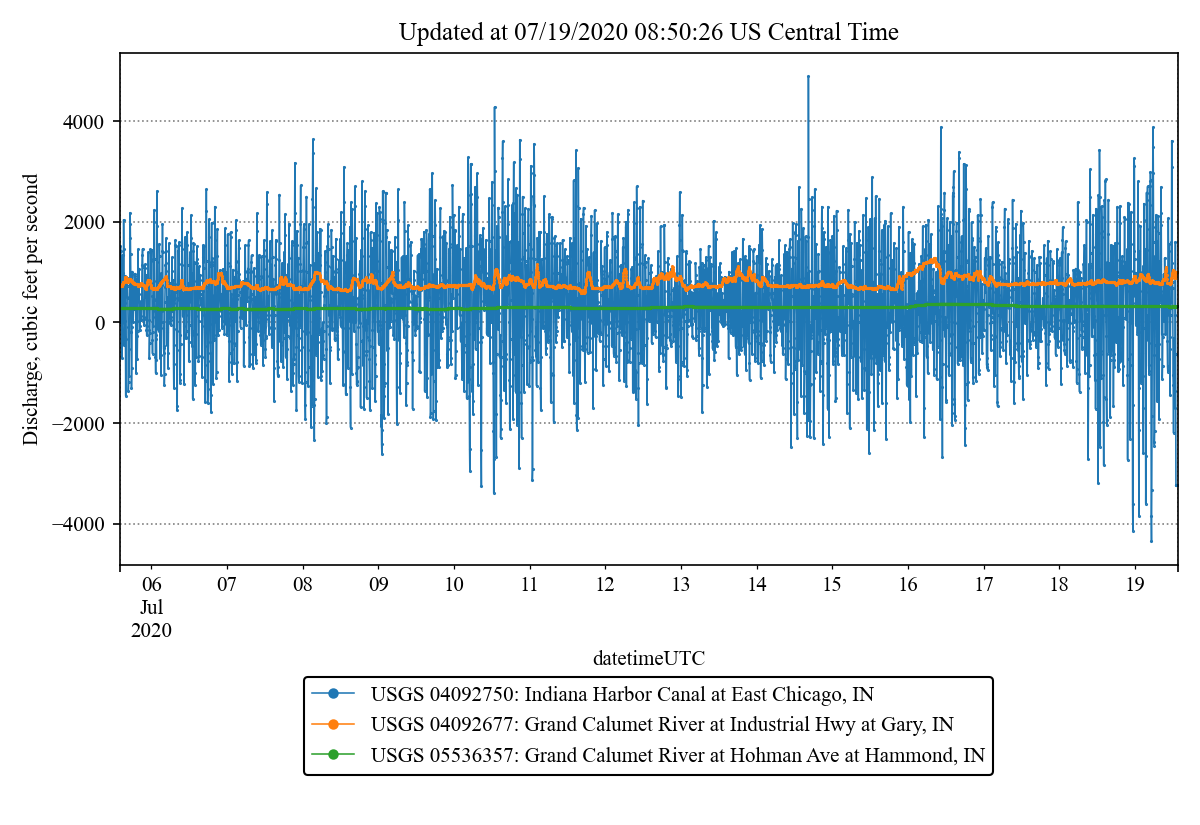 Updated at 07/19/2020 08:50:26 US Central Time
Discharge, cubic feet per second
4000
2000
0
−2000
−4000
06 07 08 09 10 11 12 13 14 15 16 17 18 19
Jul
2020
datetimeUTC
USGS 04092750: Indiana Harbor Canal at East Chicago, IN
USGS 04092677: Grand Calumet River at Industrial Hwy at Gary, IN
USGS 05536357: Grand Calumet River at Hohman Ave at Hammond, IN